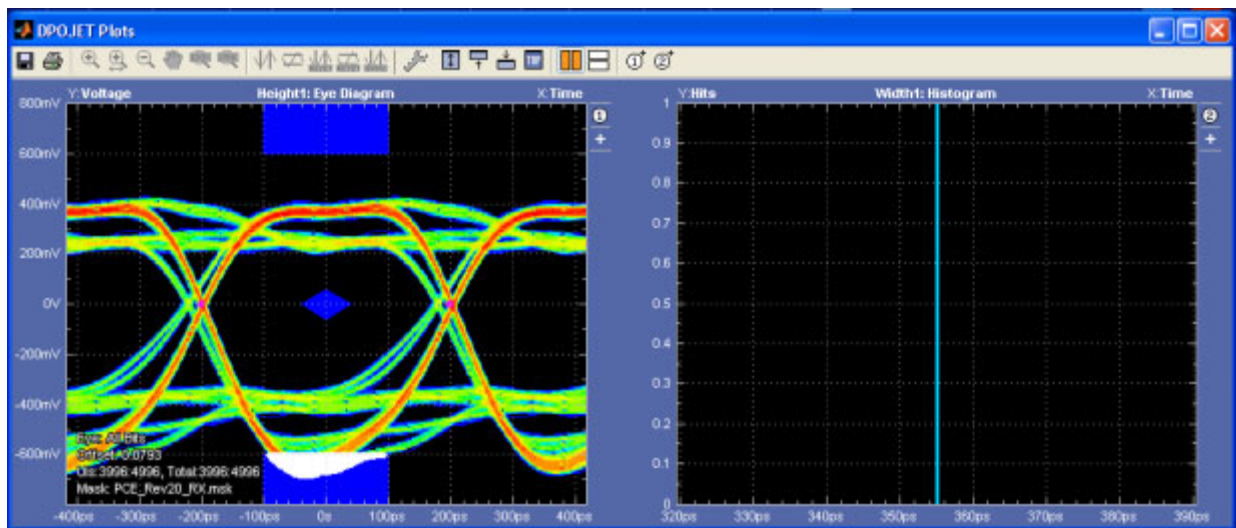 DPOJET Plots
Y:Voltage Height1: Eye Diagram X:Time
800mV
600mV
400mV
200mV
0V
-200mV
-400mV
-600mV
Eye: All Bits
Offset: 0.0793
UIs:3996:4996, Total:3996:4996
Mask: PCE_Rev20_RX.msk
-400ps -300ps -200ps -100ps 0s 100ps 200ps 300ps 400ps
1
+
Y:Hits Width1: Histogram X:Time
1
0.9
0.8
0.7
0.6
0.5
0.4
0.3
0.2
0.1
0
320ps 330ps 340ps 350ps 360ps 370ps 380ps 390ps
2
+